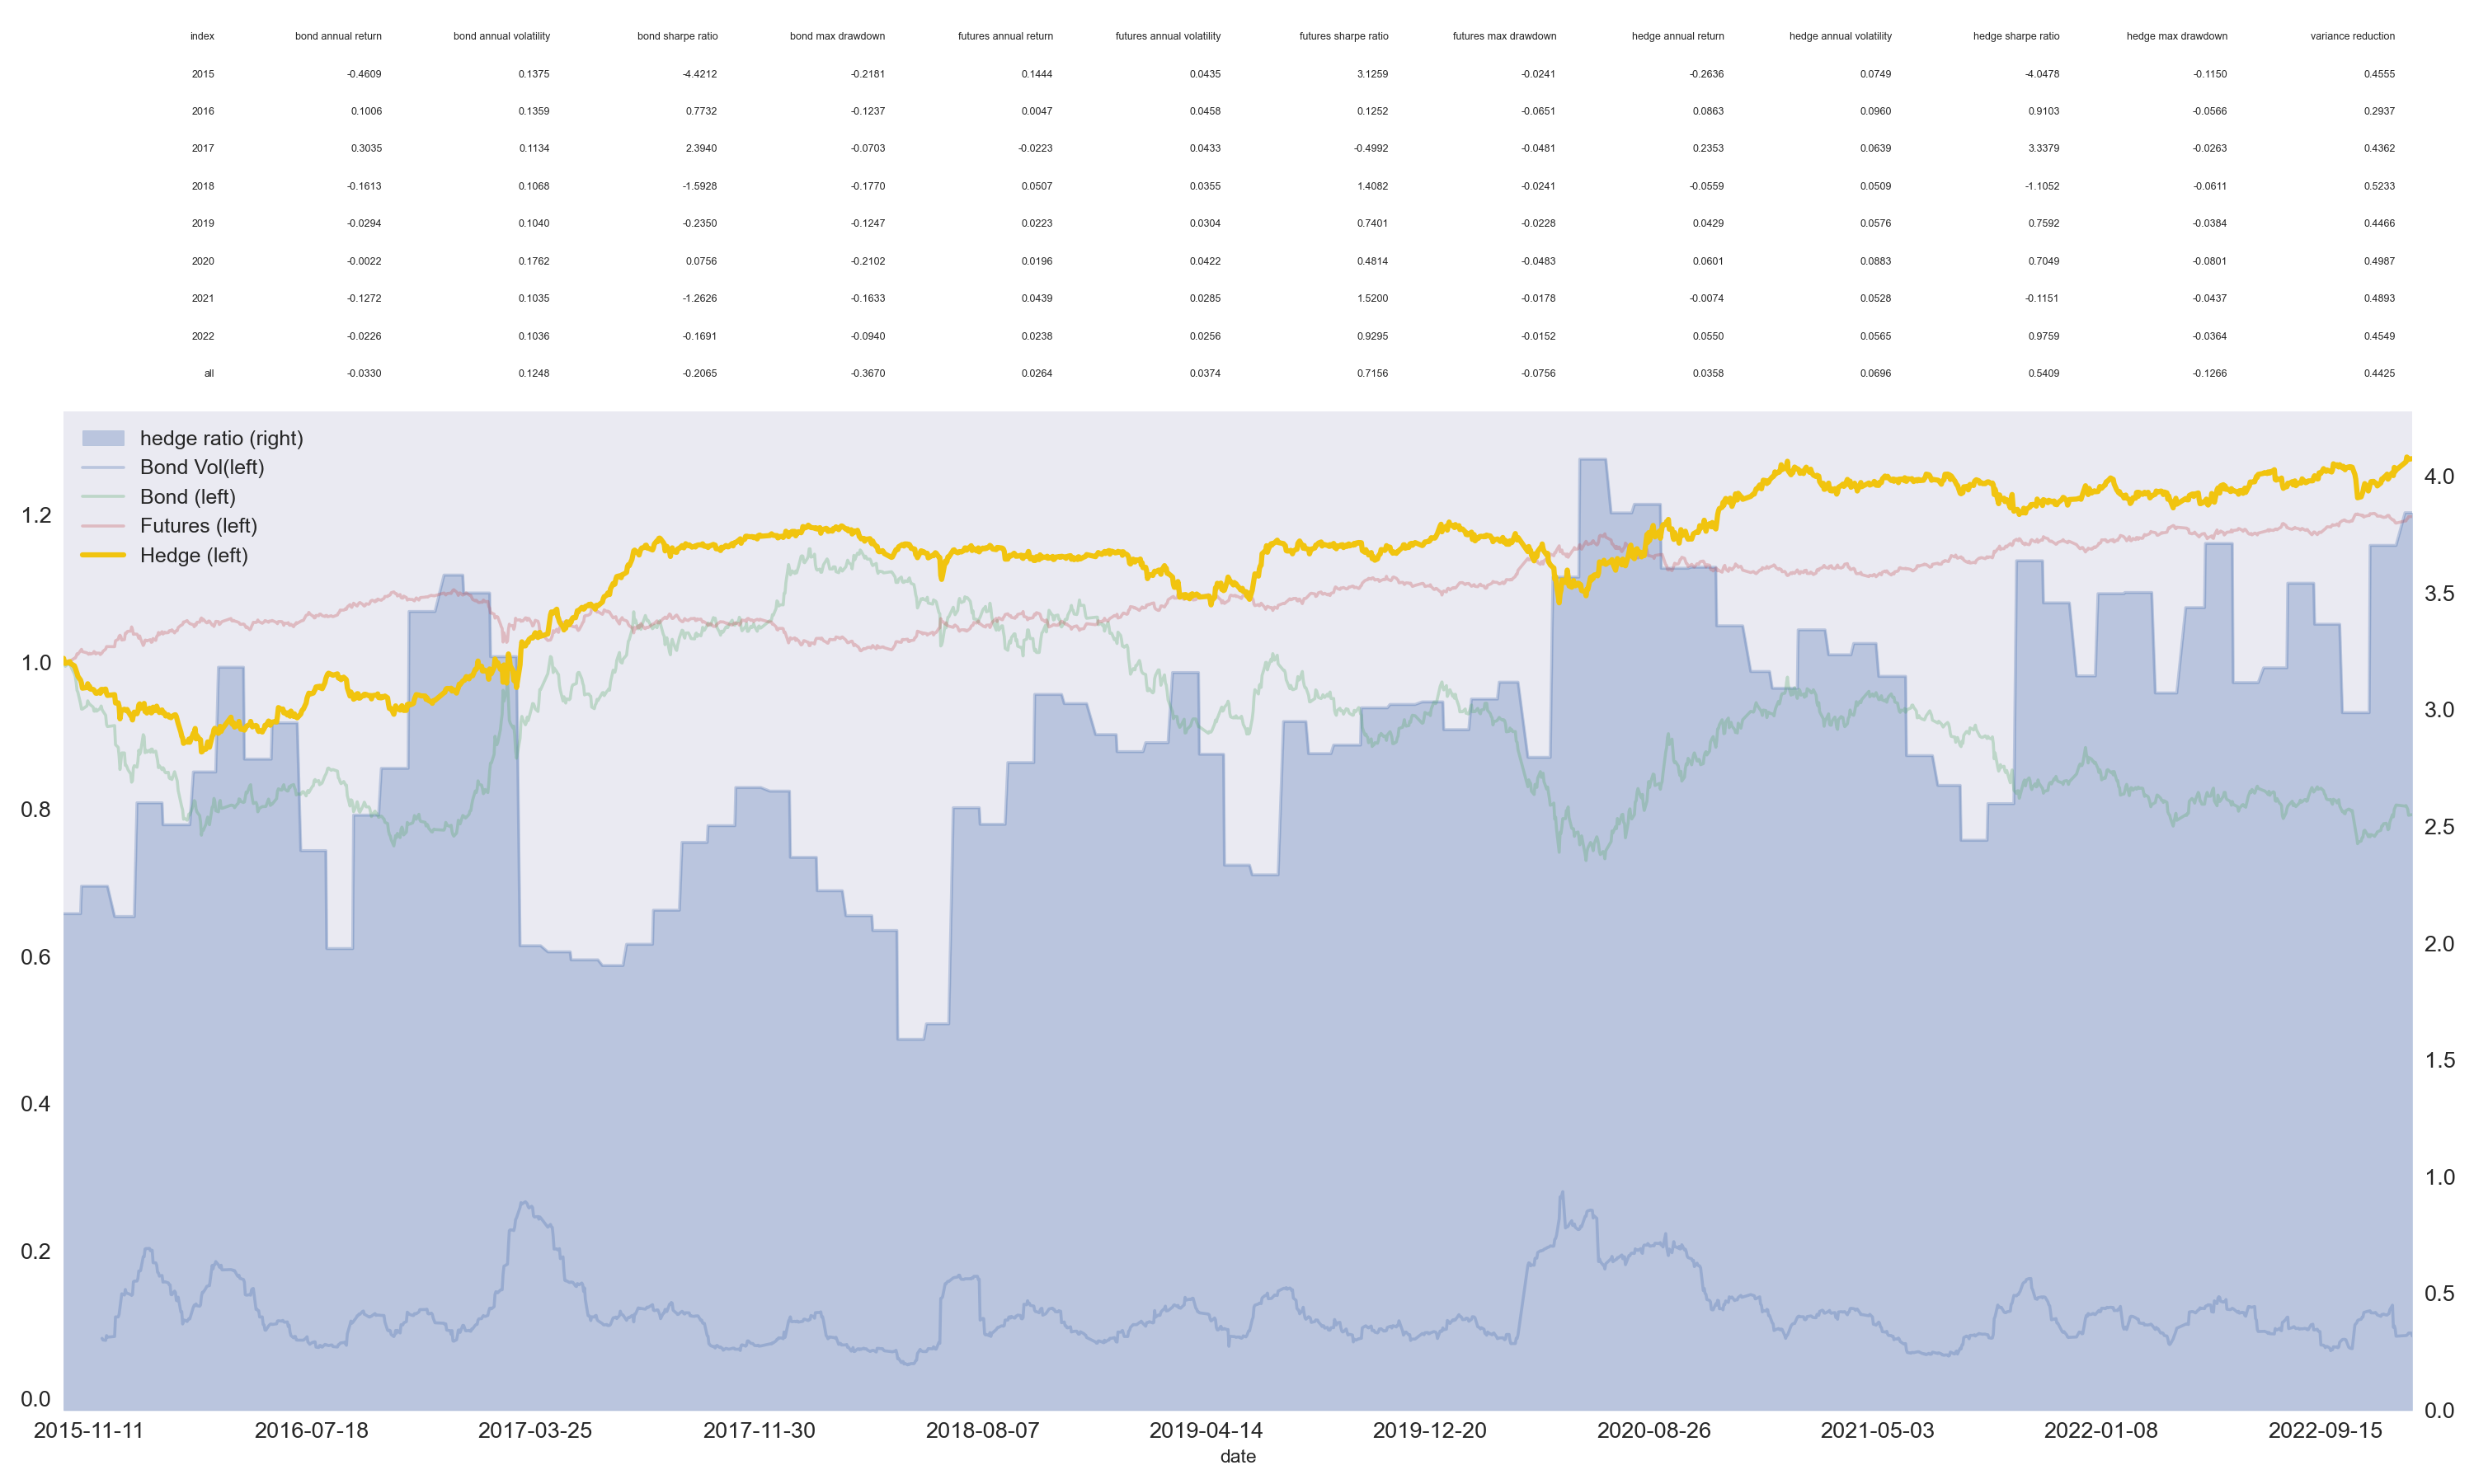 index bond annual return bond annual volatility bond sharpe ratio bond max drawdown futures annual return futures annual volatility futures sharpe ratio futures max drawdown hedge annual return hedge annual volatility hedge sharpe ratio hedge max drawdown variance reduction
2015 -0.4609 0.1375 -4.4212 -0.2181 0.1444 0.0435 3.1259 -0.0241 -0.2636 0.0749 -4.0478 -0.1150 0.4555
2016 0.1006 0.1359 0.7732 -0.1237 0.0047 0.0458 0.1252 -0.0651 0.0863 0.0960 0.9103 -0.0566 0.2937
2017 0.3035 0.1134 2.3940 -0.0703 -0.0223 0.0433 -0.4992 -0.0481 0.2353 0.0639 3.3379 -0.0263 0.4362
2018 -0.1613 0.1068 -1.5928 -0.1770 0.0507 0.0355 1.4082 -0.0241 -0.0559 0.0509 -1.1052 -0.0611 0.5233
2019 -0.0294 0.1040 -0.2350 -0.1247 0.0223 0.0304 0.7401 -0.0228 0.0429 0.0576 0.7592 -0.0384 0.4466
2020 -0.0022 0.1762 0.0756 -0.2102 0.0196 0.0422 0.4814 -0.0483 0.0601 0.0883 0.7049 -0.0801 0.4987
2021 -0.1272 0.1035 -1.2626 -0.1633 0.0439 0.0285 1.5200 -0.0178 -0.0074 0.0528 -0.1151 -0.0437 0.4893
2022 -0.0226 0.1036 -0.1691 -0.0940 0.0238 0.0256 0.9295 -0.0152 0.0550 0.0565 0.9759 -0.0364 0.4549
all -0.0330 0.1248 -0.2065 -0.3670 0.0264 0.0374 0.7156 -0.0756 0.0358 0.0696 0.5409 -0.1266 0.4425
hedge ratio (right)
Bond Vol(left)
Bond (left)
Futures (left)
Hedge (left)
1.2
1.0
0.8
0.6
0.4
0.2
0.0
4.0
3.5
3.0
2.5
2.0
1.5
1.0
0.5
0.0
2015-11-11 2016-07-18 2017-03-25 2017-11-30 2018-08-07 2019-04-14 2019-12-20 2020-08-26 2021-05-03 2022-01-08 2022-09-15
date